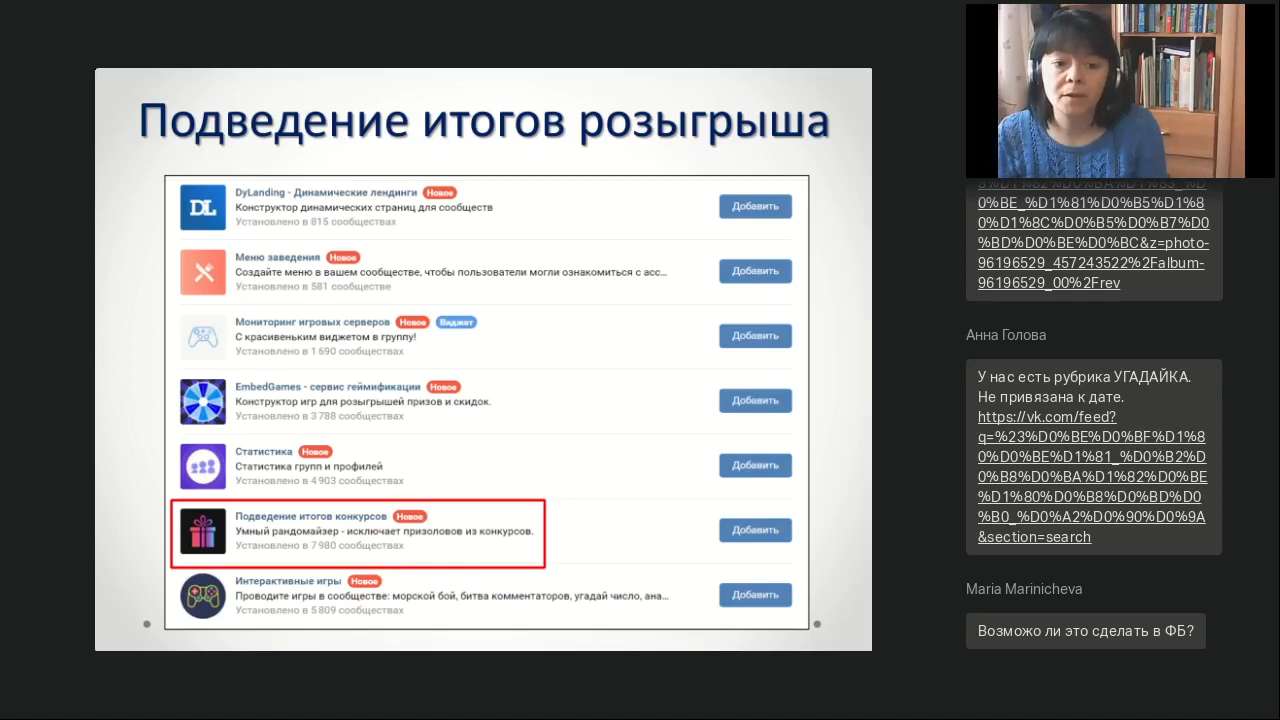 Подведение итогов розыгрыша
DL
DyLanding - Динамические лендинги Новое
Конструктор динамических страниц для сообществ
Установлено в 815 сообществах
Добавить
Меню заведения Новое
Создайте меню в вашем сообществе, чтобы пользователи могли ознакомиться с асс...
Установлено в 581 сообществе
Добавить
Мониторинг игровых серверов Новое Виджет
С красивеньким виджетом в группу!
Установлено в 1 690 сообществах
Добавить
EmbedGames - сервис геймификации Новое
Конструктор игр для розыгрышей призов и скидок.
Установлено в 3 788 сообществах
Добавить
Статистика Новое
Статистика групп и профилей
Установлено в 4 903 сообществах
Добавить
Подведение итогов конкурсов Новое
Умный рандомайзер - исключает призоловов из конкурсов.
Установлено в 7 980 сообществах
Добавить
Интерактивные игры Новое
Проводите игры в сообществе: морской бой, битва комментаторов, угадай число, ана...
Установлено в 5 809 сообществах
Добавить
0%BE_%D1%81%D0%B5%D1%8
0%D1%8C%D0%B5%D0%B7%D0
%BD%D0%BE%D0%BC&z=photo-
96196529_457243522%2Falbum-
96196529_00%2Frev
Анна Голова
У нас есть рубрика УГАДАЙКА.
Не привязана к дате.
https://vk.com/feed?
q=%23%D0%BE%D0%BF%D1%8
0%D0%BE%D1%81_%D0%B2%D
0%B8%D0%BA%D1%82%D0%BE
%D1%80%D0%B8%D0%BD%D0
%B0_%D0%A2%D0%90%D0%9A
&section=search
Maria Marinicheva
Возможо ли это сделать в ФБ?